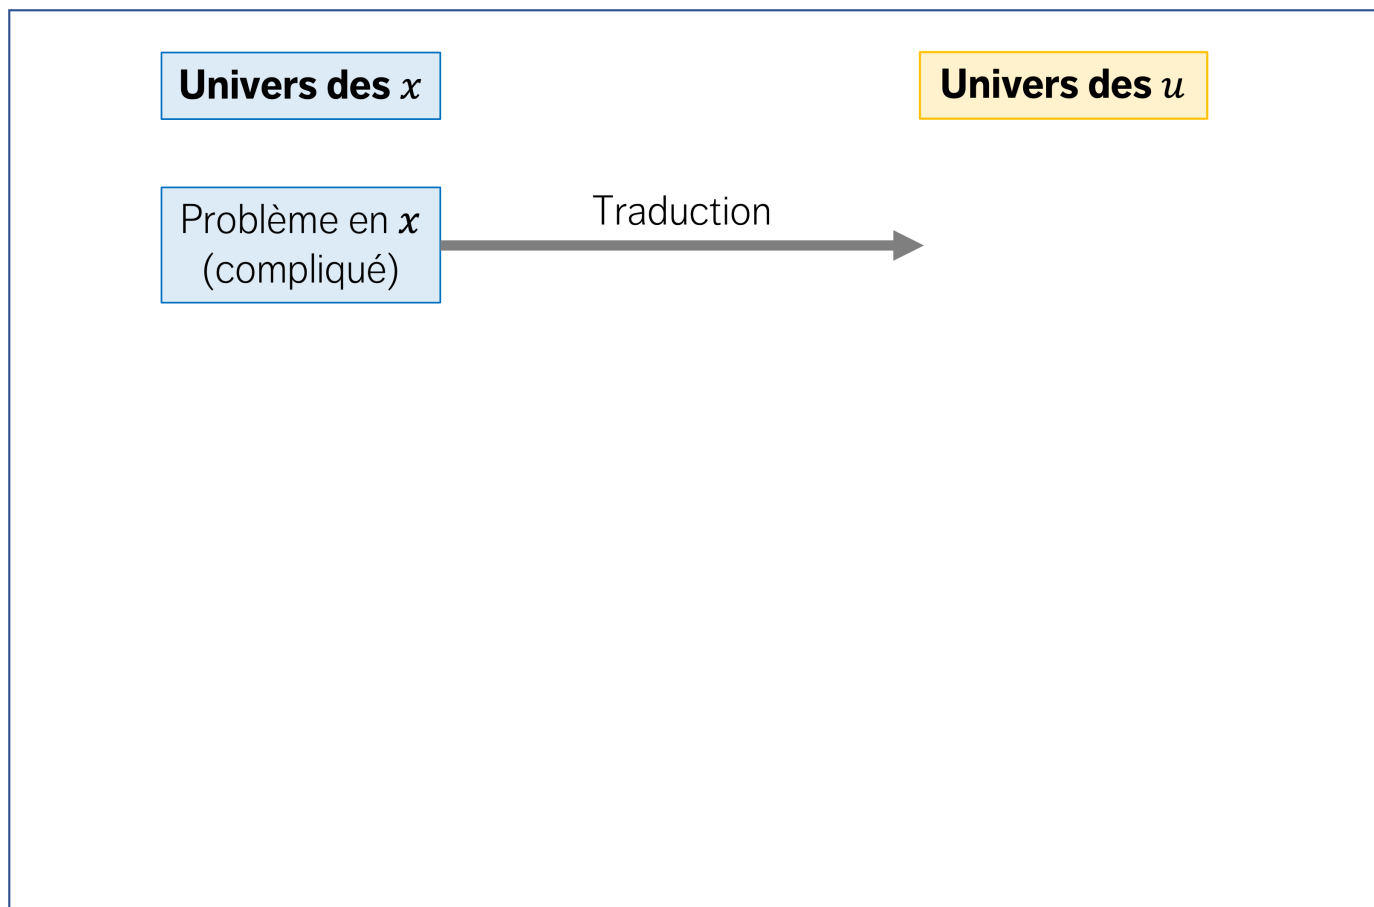 Univers des x
Univers des u
Problème en x
(compliqué)
Traduction